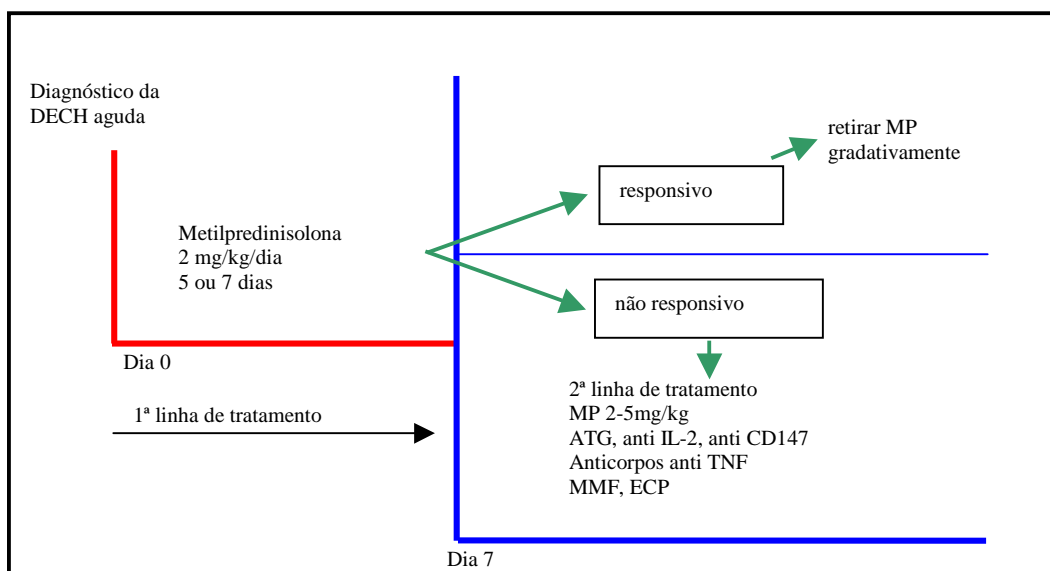 Diagnóstico da
DECH aguda
retirar MP
gradativamente
responsivo
Metilpredinisolona
2 mg/kg/dia
5 ou 7 dias
não responsivo
Dia 0
2ª linha de tratamento
MP 2-5mg/kg
ATG, anti IL-2, anti CD147
Anticorpos anti TNF
MMF, ECP
1ª linha de tratamento
Dia 7